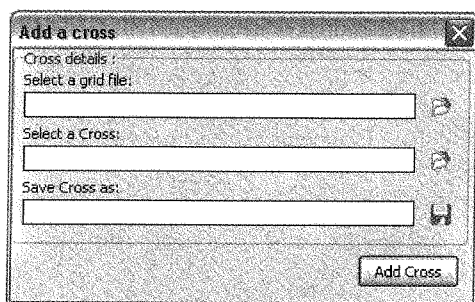 Add a cross
Cross details :
Select a grid file:
Select a Cross:
Save Cross as:
Add Cross